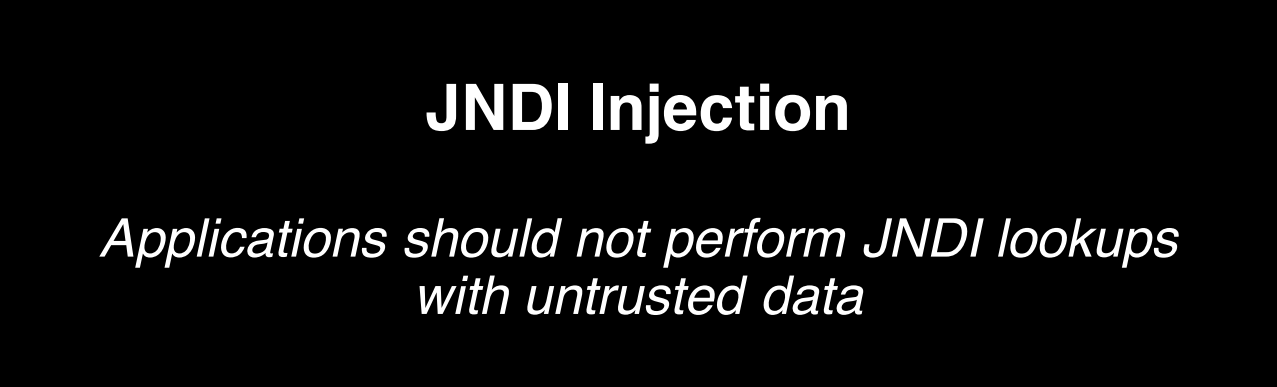 JNDI Injection
Applications should not perform JNDI lookups
with untrusted data